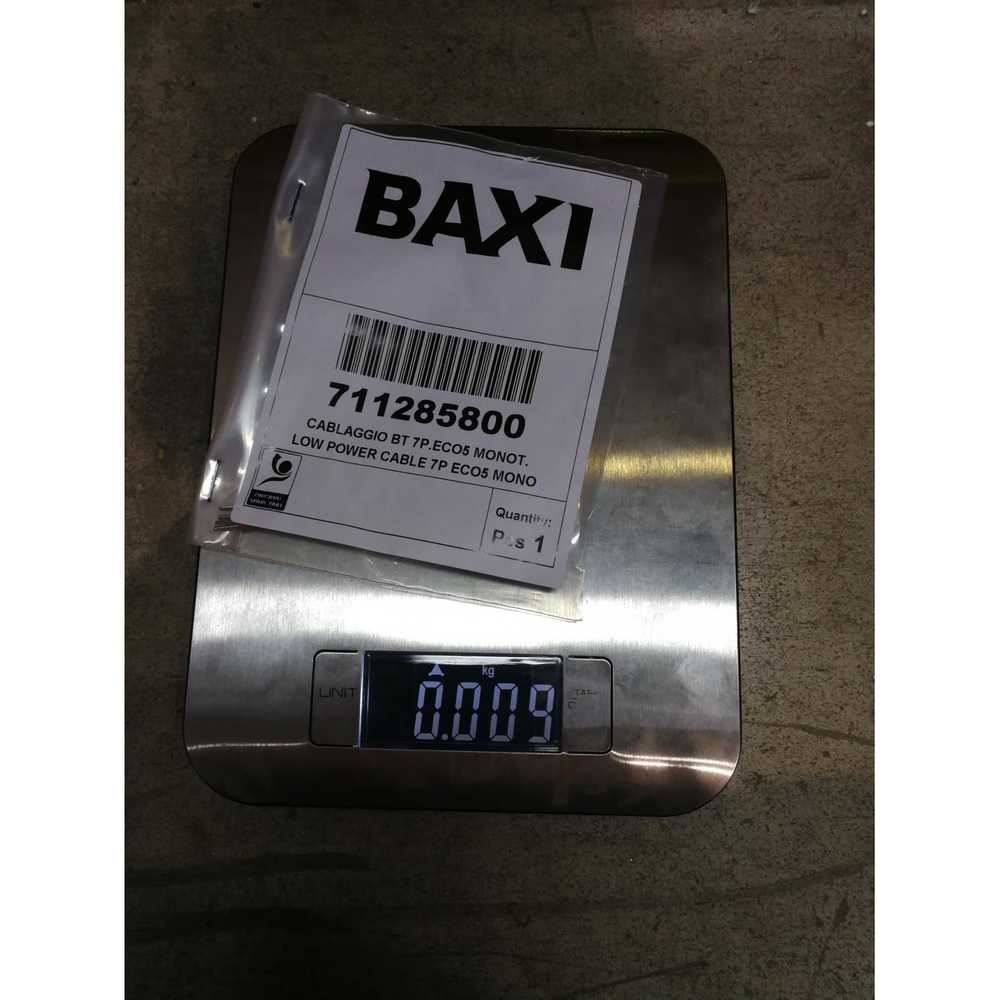 BAXI
711285800
CABLAGGIO BT 7P.ECO5 MONOT.
LOW POWER CABLE 7P ECO5 MONO
Quantity:
Pcs 1
UNIT
kg
0.009